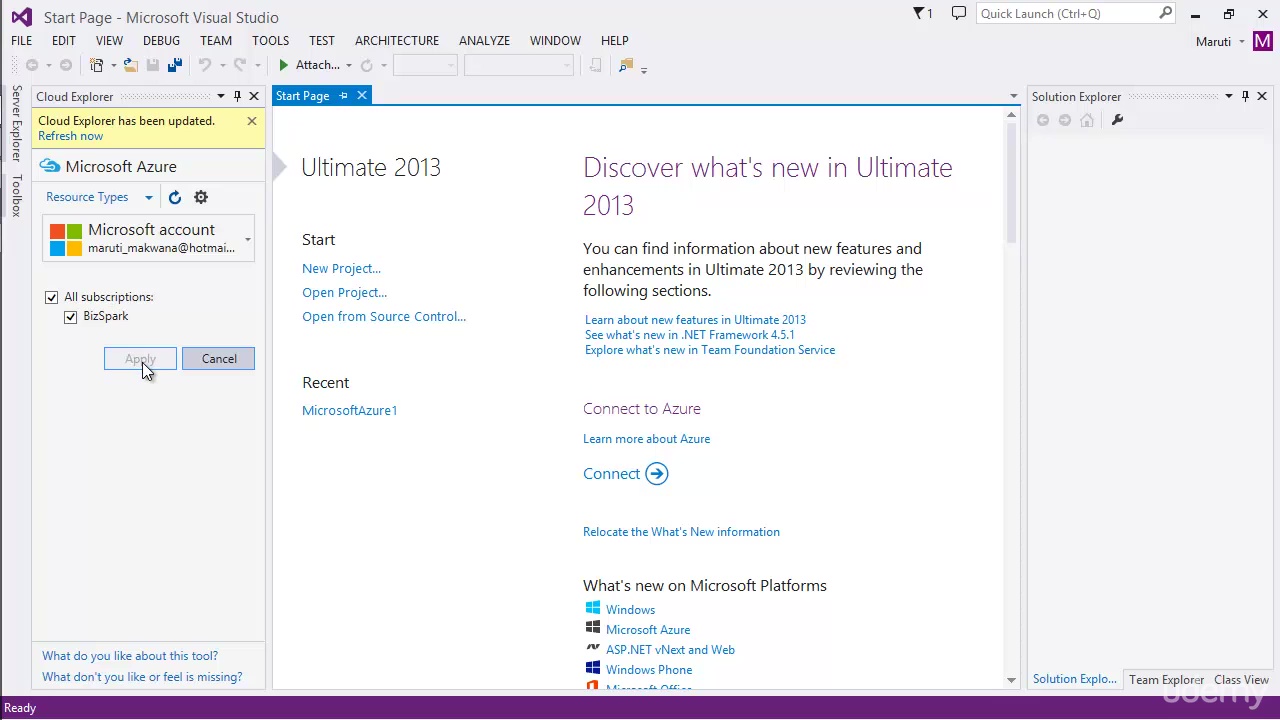 Start Page - Microsoft Visual Studio
1
Quick Launch (Ctrl+Q)
FILE EDIT VIEW DEBUG TEAM TOOLS TEST ARCHITECTURE ANALYZE WINDOW HELP
Maruti M
Attach...
Server Explorer
Toolbox
Cloud Explorer
Cloud Explorer has been updated.
Refresh now
Microsoft Azure
Resource Types
Microsoft account
maruti_makwana@hotmai...
All subscriptions:
BizSpark
Apply Cancel
What do you like about this tool?
What don't you like or feel is missing?
Start Page
Ultimate 2013
Start
New Project...
Open Project...
Open from Source Control...
Recent
MicrosoftAzure1
Discover what's new in Ultimate
2013
You can find information about new features and
enhancements in Ultimate 2013 by reviewing the
following sections.
Learn about new features in Ultimate 2013
See what's new in .NET Framework 4.5.1
Explore what's new in Team Foundation Service
Connect to Azure
Learn more about Azure
Connect
Relocate the What's New information
What's new on Microsoft Platforms
Windows
Microsoft Azure
ASP.NET vNext and Web
Windows Phone
Microsoft Office
Solution Explorer
Solution Explo... Team Explorer Class View
udemy
Ready